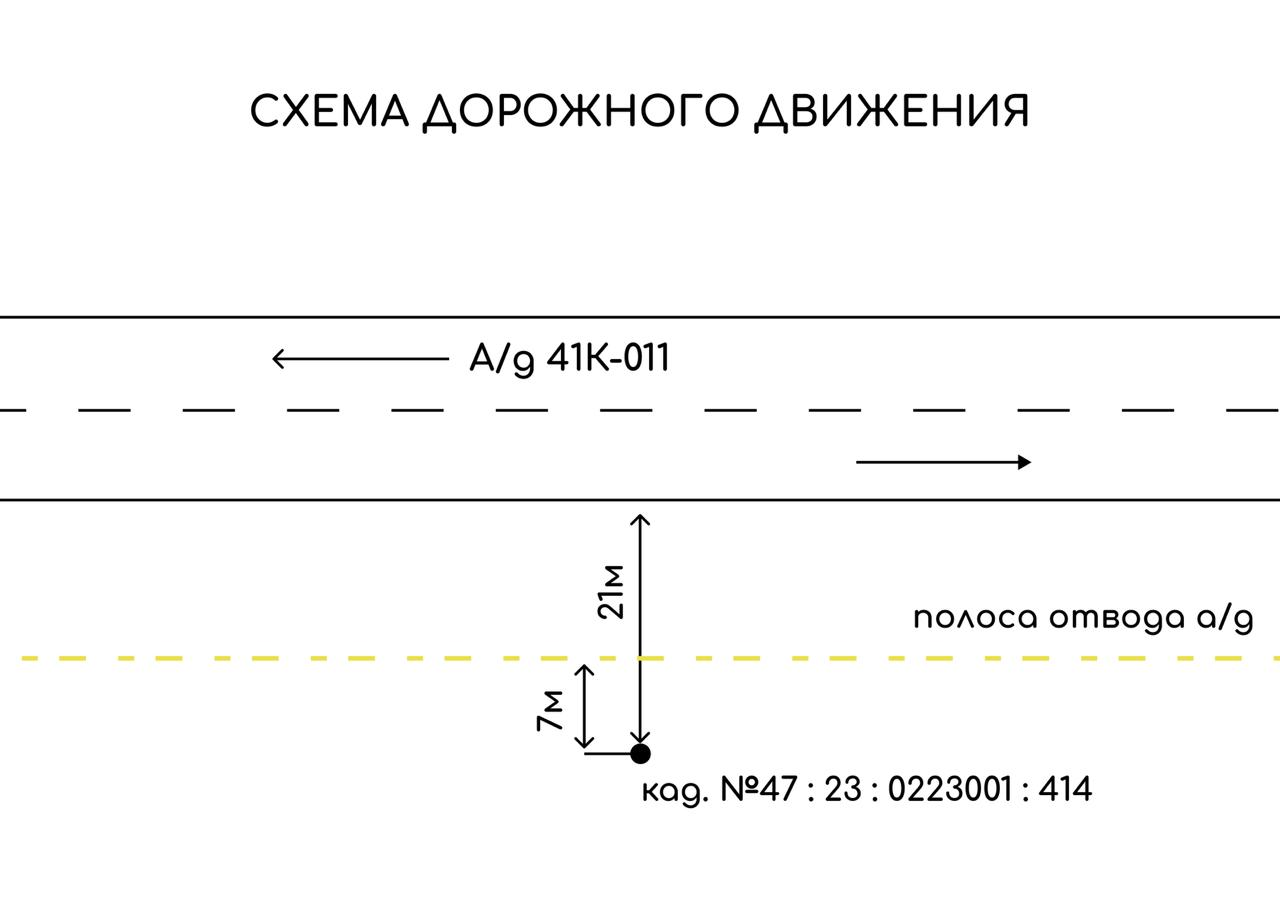 СХЕМА ДОРОЖНОГО ДВИЖЕНИЯ
А/д 41К-011
21м
полоса отвода а/д
7м
кад. №47 : 23 : 0223001 : 414